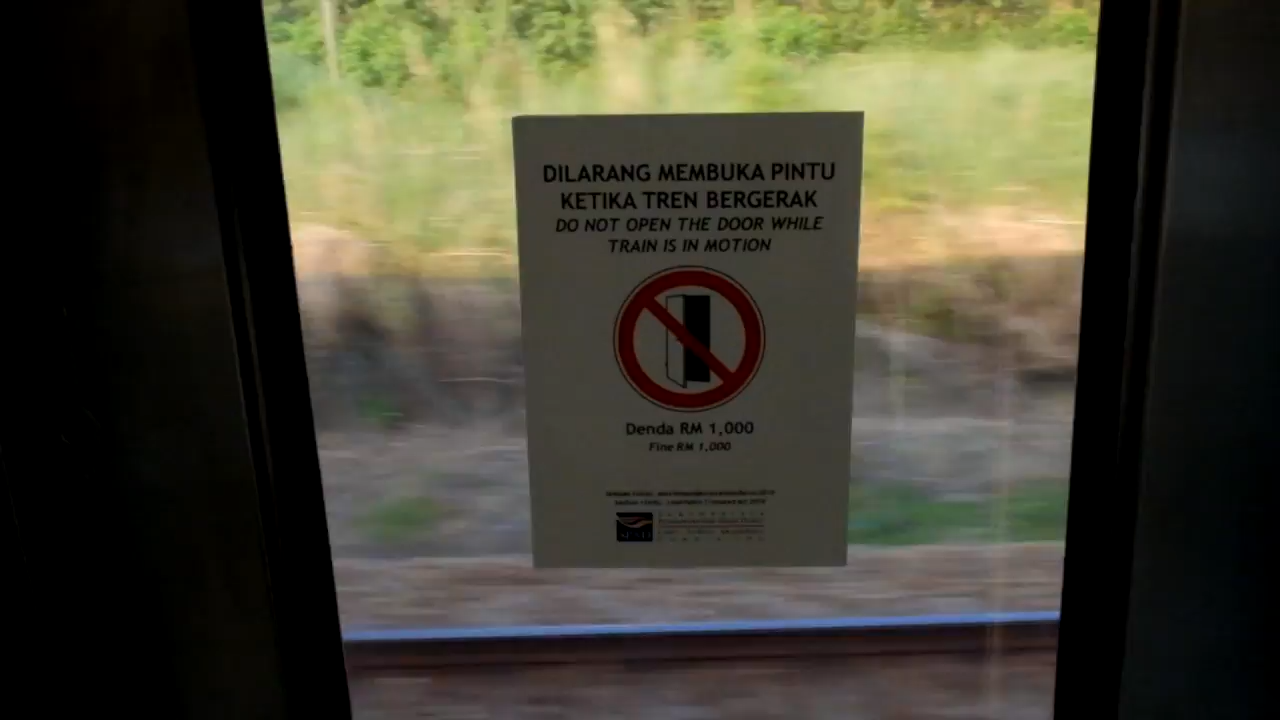 DILARANG MEMBUKA PINTU
KETIKA TREN BERGERAK
DO NOT OPEN THE DOOR WHILE
TRAIN IS IN MOTION
Denda RM 1,000
Fine RM 1,000